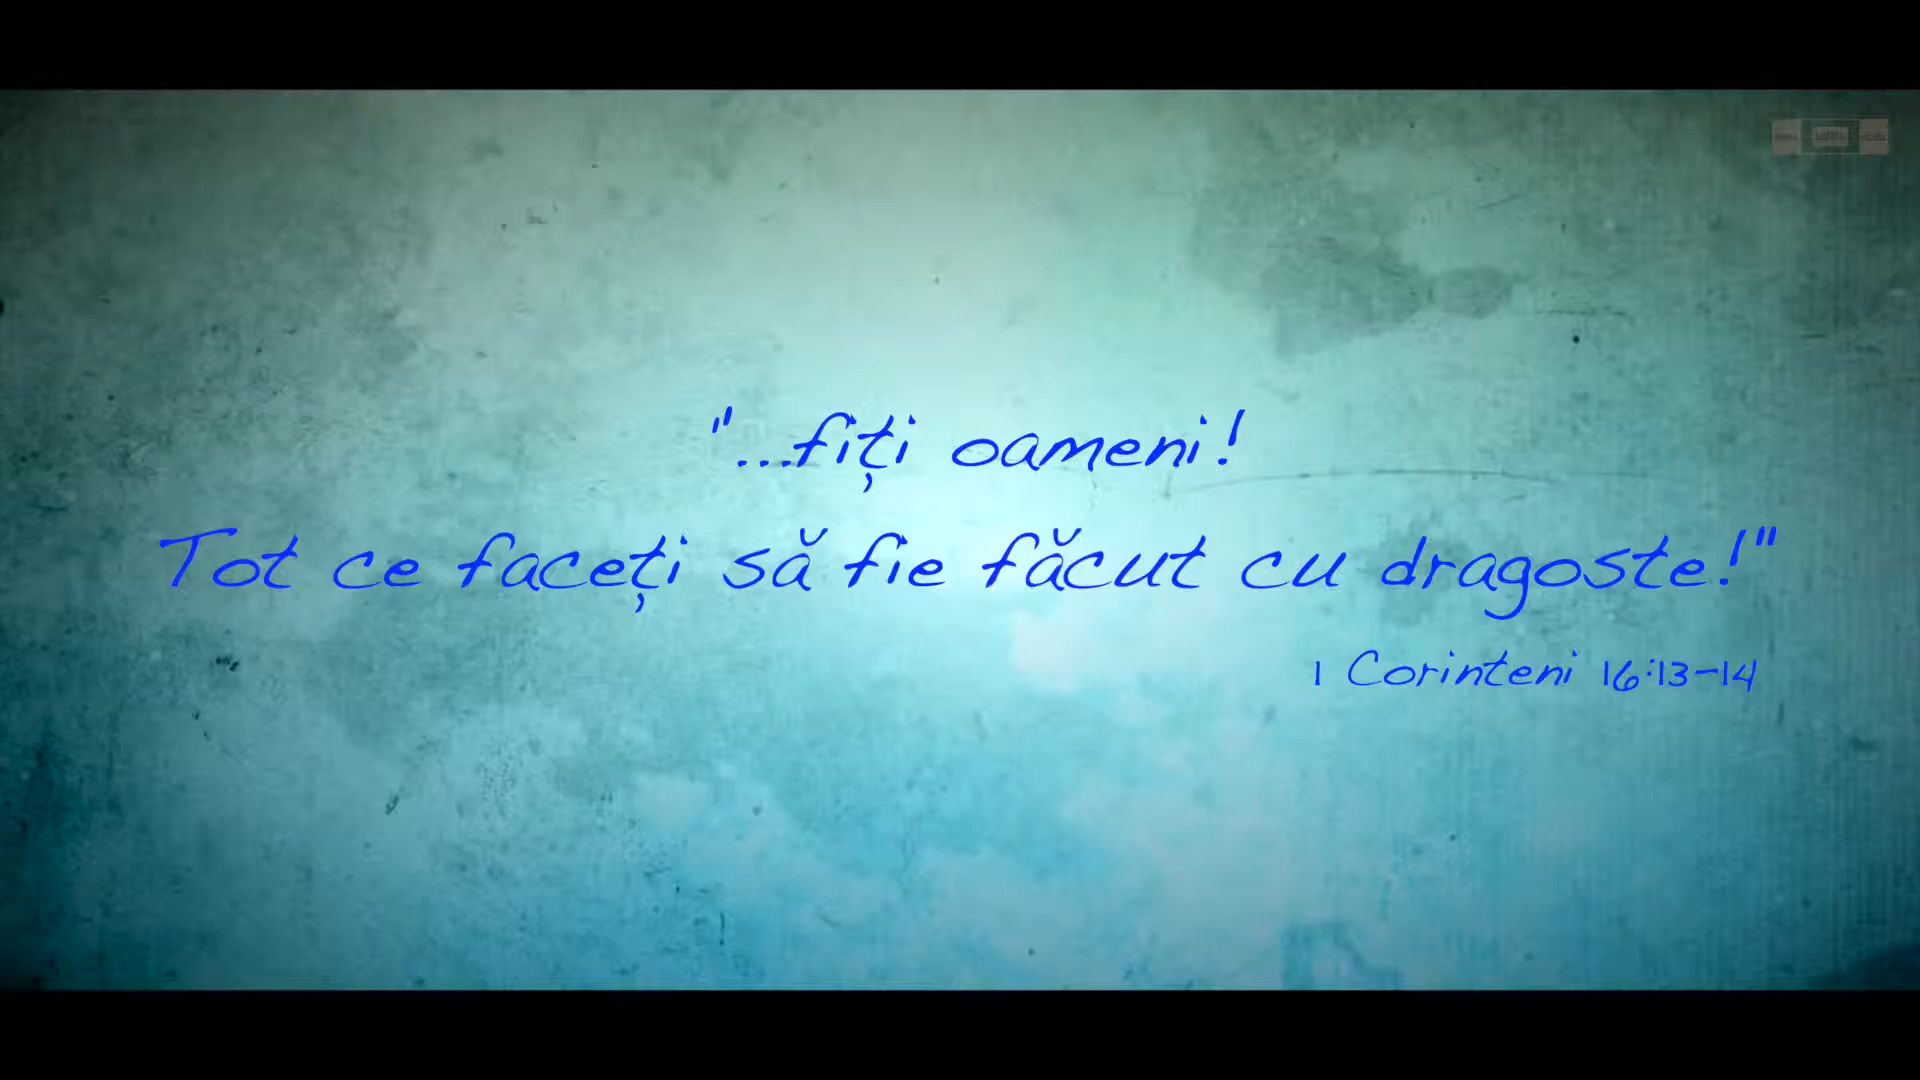 "...fiți oameni!
Tot ce faceți să fie făcut cu dragoste!"
1 Corinteni 16:13-14